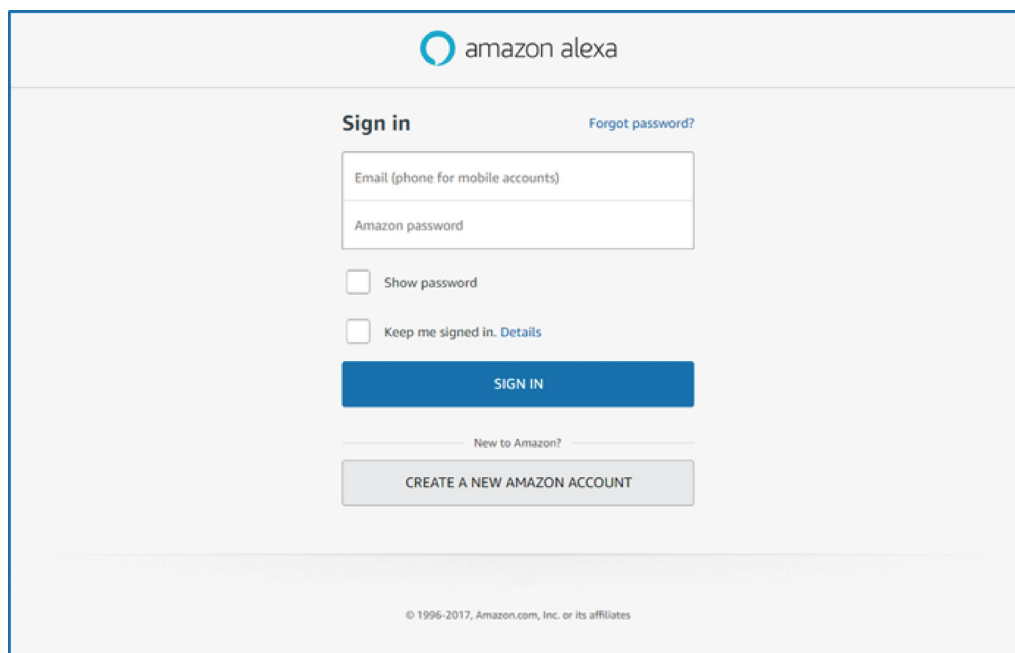 amazon alexa
Sign in
Forgot password?
Email (phone for mobile accounts)
Amazon password
Show password
Keep me signed in. Details
SIGN IN
New to Amazon?
CREATE A NEW AMAZON ACCOUNT
© 1996-2017, Amazon.com, Inc. or its affiliates